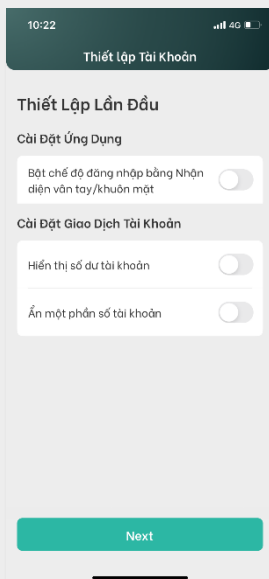 10:22
4G
Thiết lập Tài Khoản
Thiết Lập Lần Đầu
Cài Đặt Ứng Dụng
Bật chế độ đăng nhập bằng Nhận
diện vân tay/khuôn mặt
Cài Đặt Giao Dịch Tài Khoản
Hiển thị số dư tài khoản
Ẩn một phần số tài khoản
Next